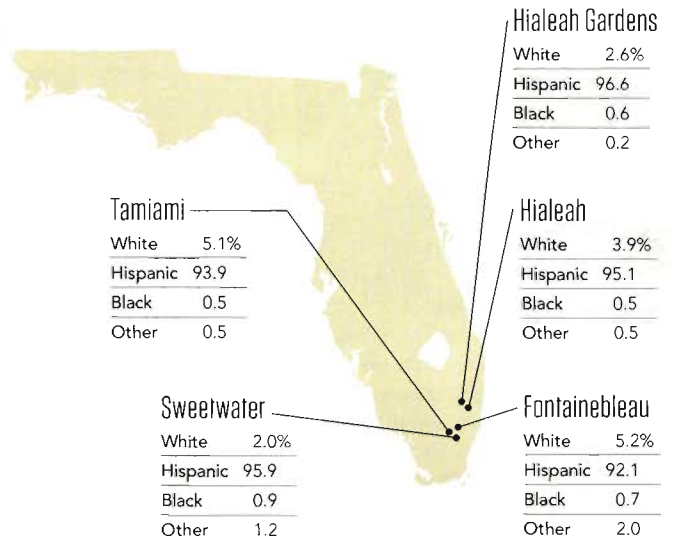 Hialeah Gardens
White 2.6%
Hispanic 96.6
Black 0.6
Other 0.2
Tamiami
White 5.1%
Hispanic 93.9
Black 0.5
Other 0.5
Hialeah
White 3.9%
Hispanic 95.1
Black 0.5
Other 0.5
Sweetwater
White 2.0%
Hispanic 95.9
Black 0.9
Other 1.2
Fontainebleau
White 5.2%
Hispanic 92.1
Black 0.7
Other 2.0